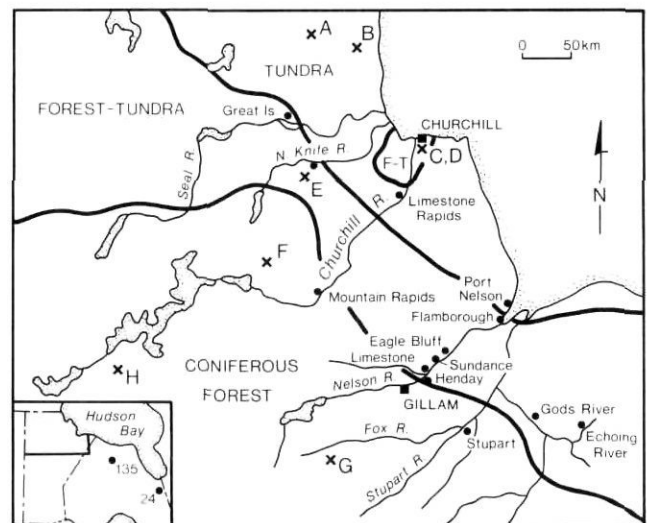 A
B
0 50km
TUNDRA
FOREST-TUNDRA
Great Is
CHURCHILL
C,D
F-T
N Knife R.
E
Seal R.
Limestone
Rapids
N
Churchill R.
F
Mountain Rapids
Port
Nelson
Flamborough
Eagle Bluff
Limestone
Sundance
Henday
Nelson R
GILLAM
H
CONIFEROUS
FOREST
Gods River
Echoing
River
Fox R.
Stupart
Stupart R.
G
Hudson
Bay
135
24